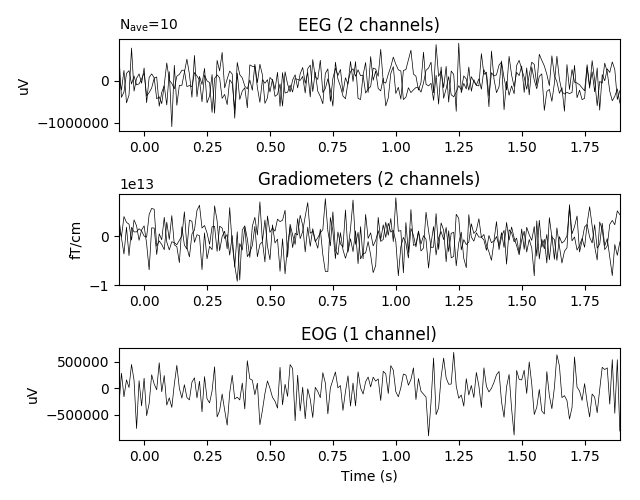 N_ave=10
EEG (2 channels)
uV
0
−1000000
0.00 0.25 0.50 0.75 1.00 1.25 1.50 1.75
1e13
Gradiometers (2 channels)
fT/cm
0
−1
0.00 0.25 0.50 0.75 1.00 1.25 1.50 1.75
EOG (1 channel)
uV
500000
0
−500000
0.00 0.25 0.50 0.75 1.00 1.25 1.50 1.75
Time (s)